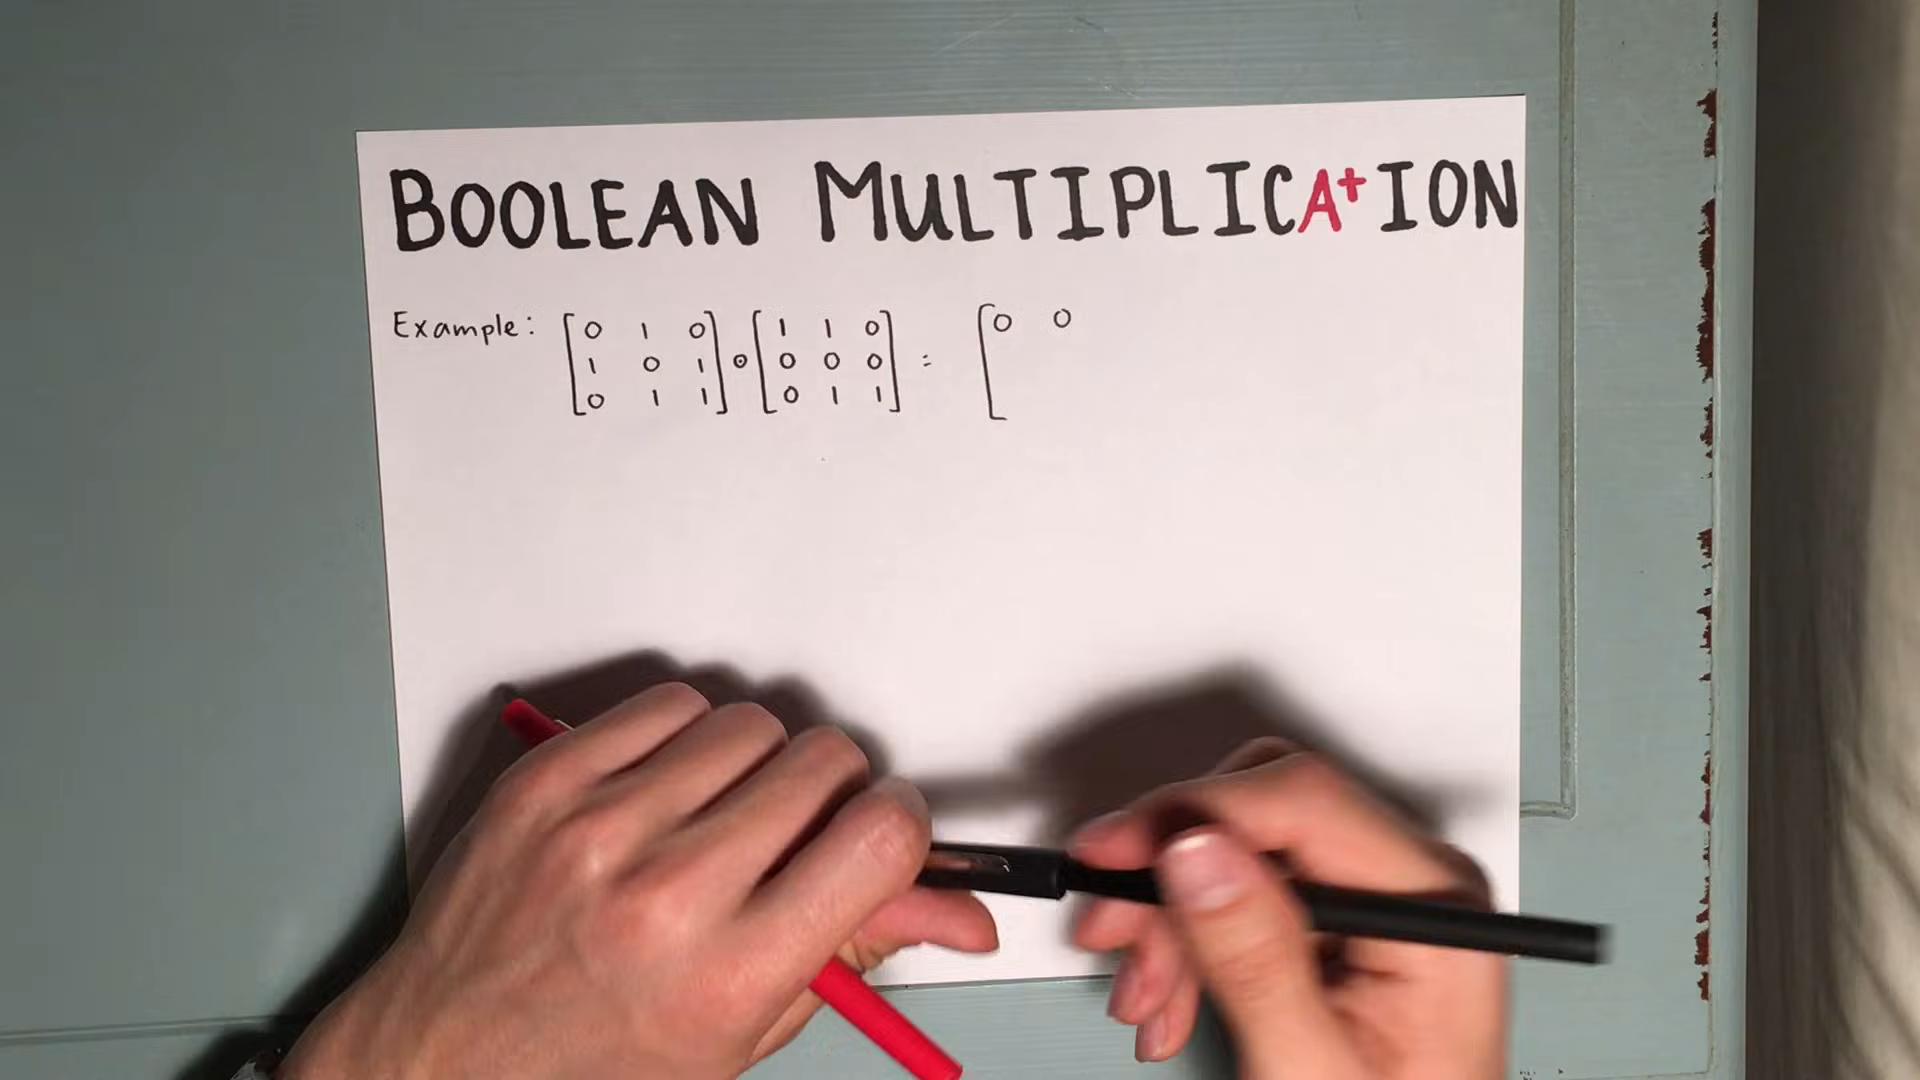 BOOLEAN MULTIPLICA+ION
Example: [0 1 0] [1 1 0] [0 0
[1 0 1] ⊙ [0 0 0] =
[0 1 1] [0 1 1]